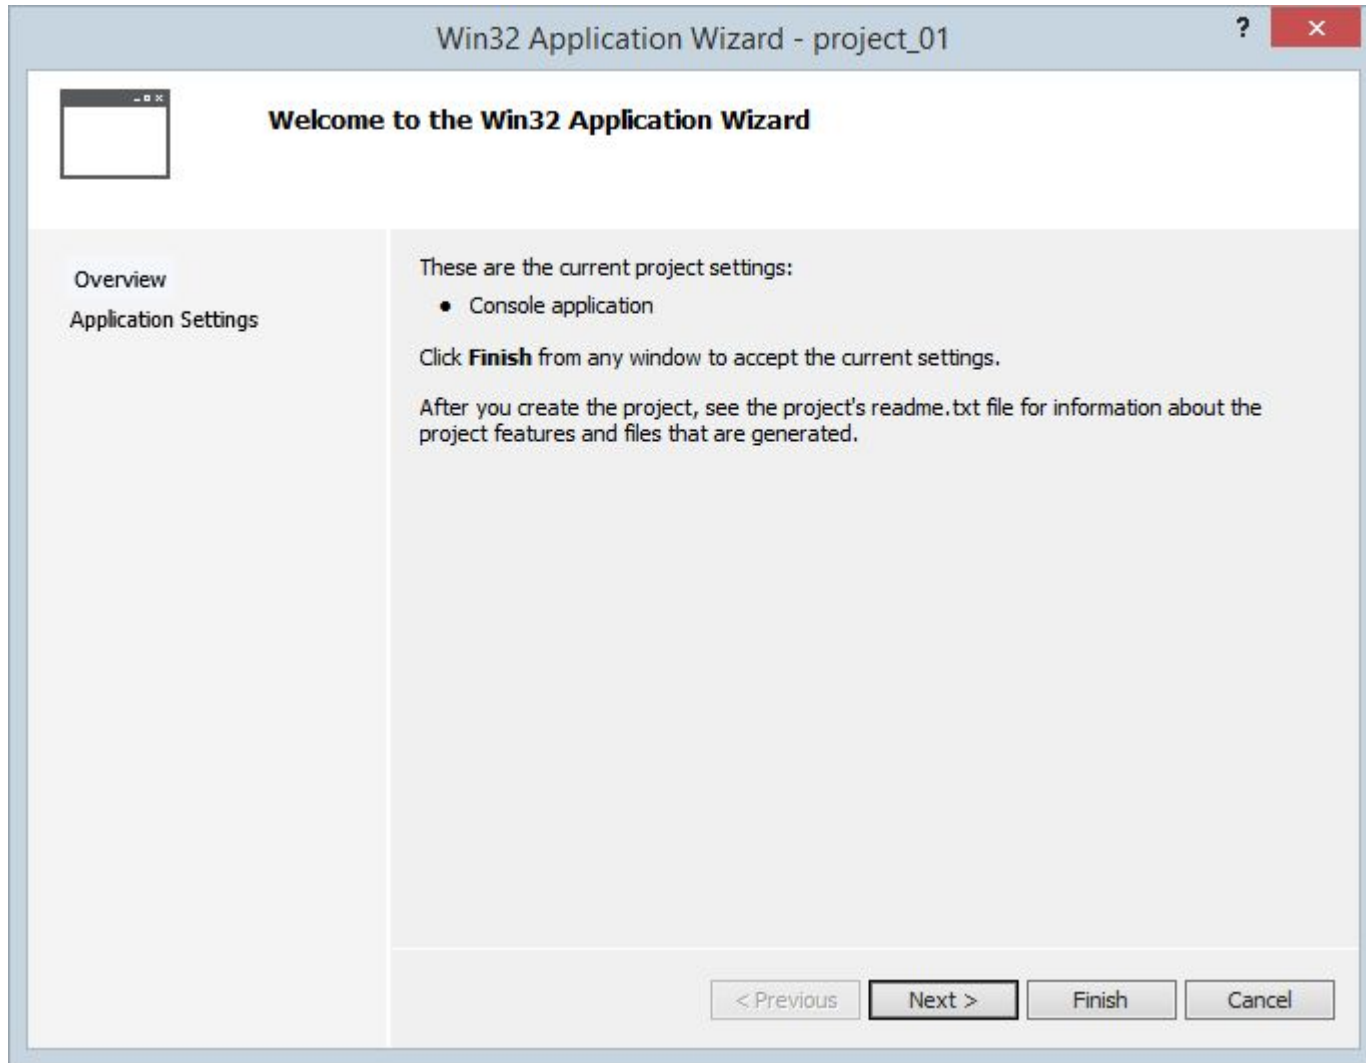 Win32 Application Wizard - project_01
?
Welcome to the Win32 Application Wizard
Overview
Application Settings
These are the current project settings:
● Console application
Click Finish from any window to accept the current settings.
After you create the project, see the project's readme.txt file for information about the
project features and files that are generated.
< Previous
Next >
Finish
Cancel